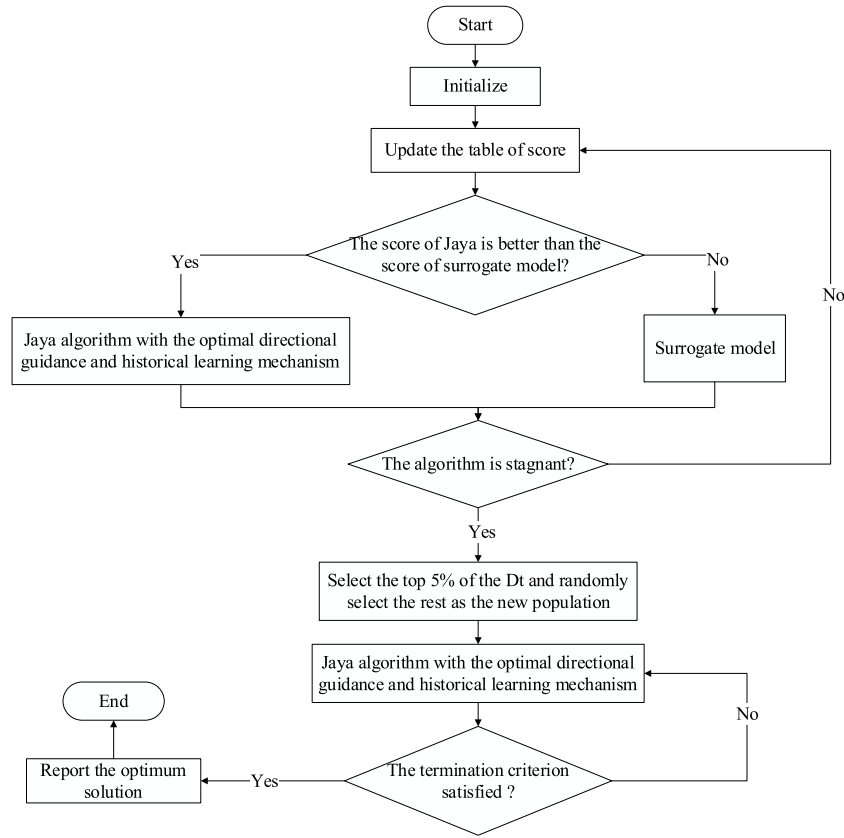 Start
Initialize
Update the table of score
The score of Jaya is better than the
score of surrogate model?
Yes
No
Jaya algorithm with the optimal directional
guidance and historical learning mechanism
Surrogate model
No
The algorithm is stagnant?
Yes
Select the top 5% of the Dt and randomly
select the rest as the new population
Jaya algorithm with the optimal directional
guidance and historical learning mechanism
No
The termination criterion
satisfied ?
Yes
Report the optimum
solution
End